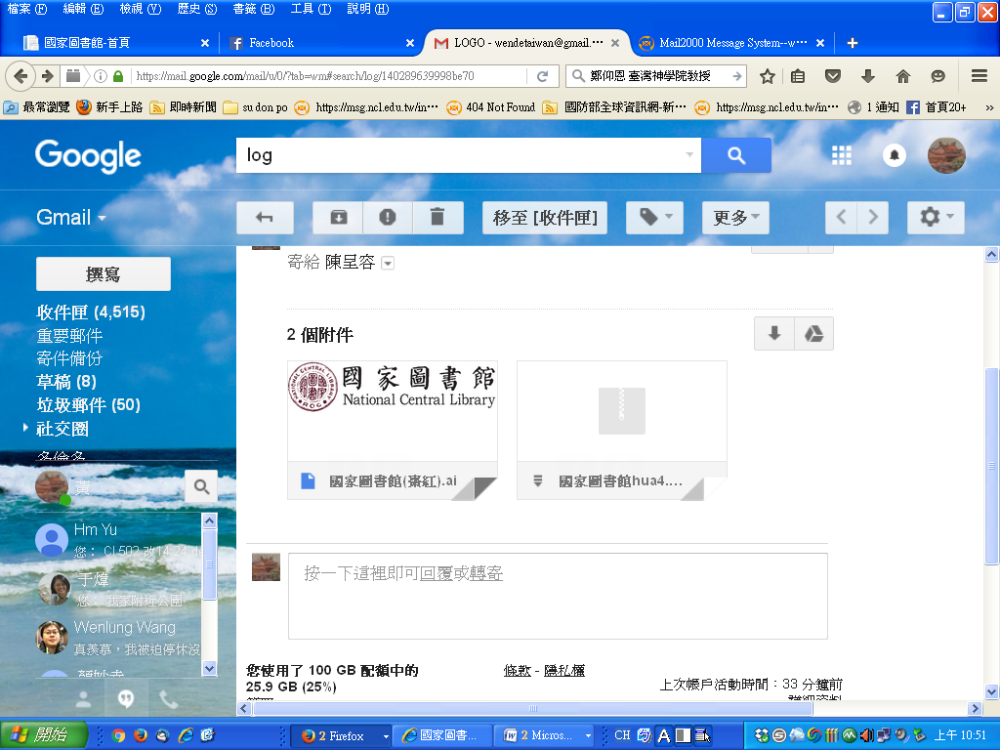 檔案 (F) 編輯 (E) 檢視 (V) 歷史 (S) 書籤 (B) 工具 (T) 說明 (H)
國家圖書館-首頁 Facebook LOGO - wendetaiwan@gmail.⋯ Mail2000 Message System--w⋯
https://mail.google.com/mail/u/0/?tab=wm#search/log/140289639998be70 鄭仰恩 臺灣神學院教授
最常瀏覽 新手上路 即時新聞 su don po https://msg.ncl.edu.tw/in⋯ 404 Not Found 國防部全球資訊網-新⋯ https://msg.ncl.edu.tw/in⋯ 1 通知 首頁20+ »
Google log
Gmail 移至 [收件匣] 更多
撰寫
收件匣 (4,515)
重要郵件
寄件備份
草稿 (8)
垃圾郵件 (50)
社交圈
黃
Hm Yu
于煒
您： 我家附近公園
Wenlung Wang
真羨慕，我被迫停休沒
寄給 陳星容
2 個附件
國家圖書館
National Central Library
NATIONAL CENTRAL LIBRARY R.O.C
國家圖書館(棗紅).ai 國家圖書館hua4....
按一下這裡即可回覆或轉寄
您使用了 100 GB 配額中的
25.9 GB (25%)
條款 - 隱私權
上次帳戶活動時間：33 分鐘前
詳細資料
開始 2 Firefox 國家圖書... 2 Micros... CH A 上午 10:51